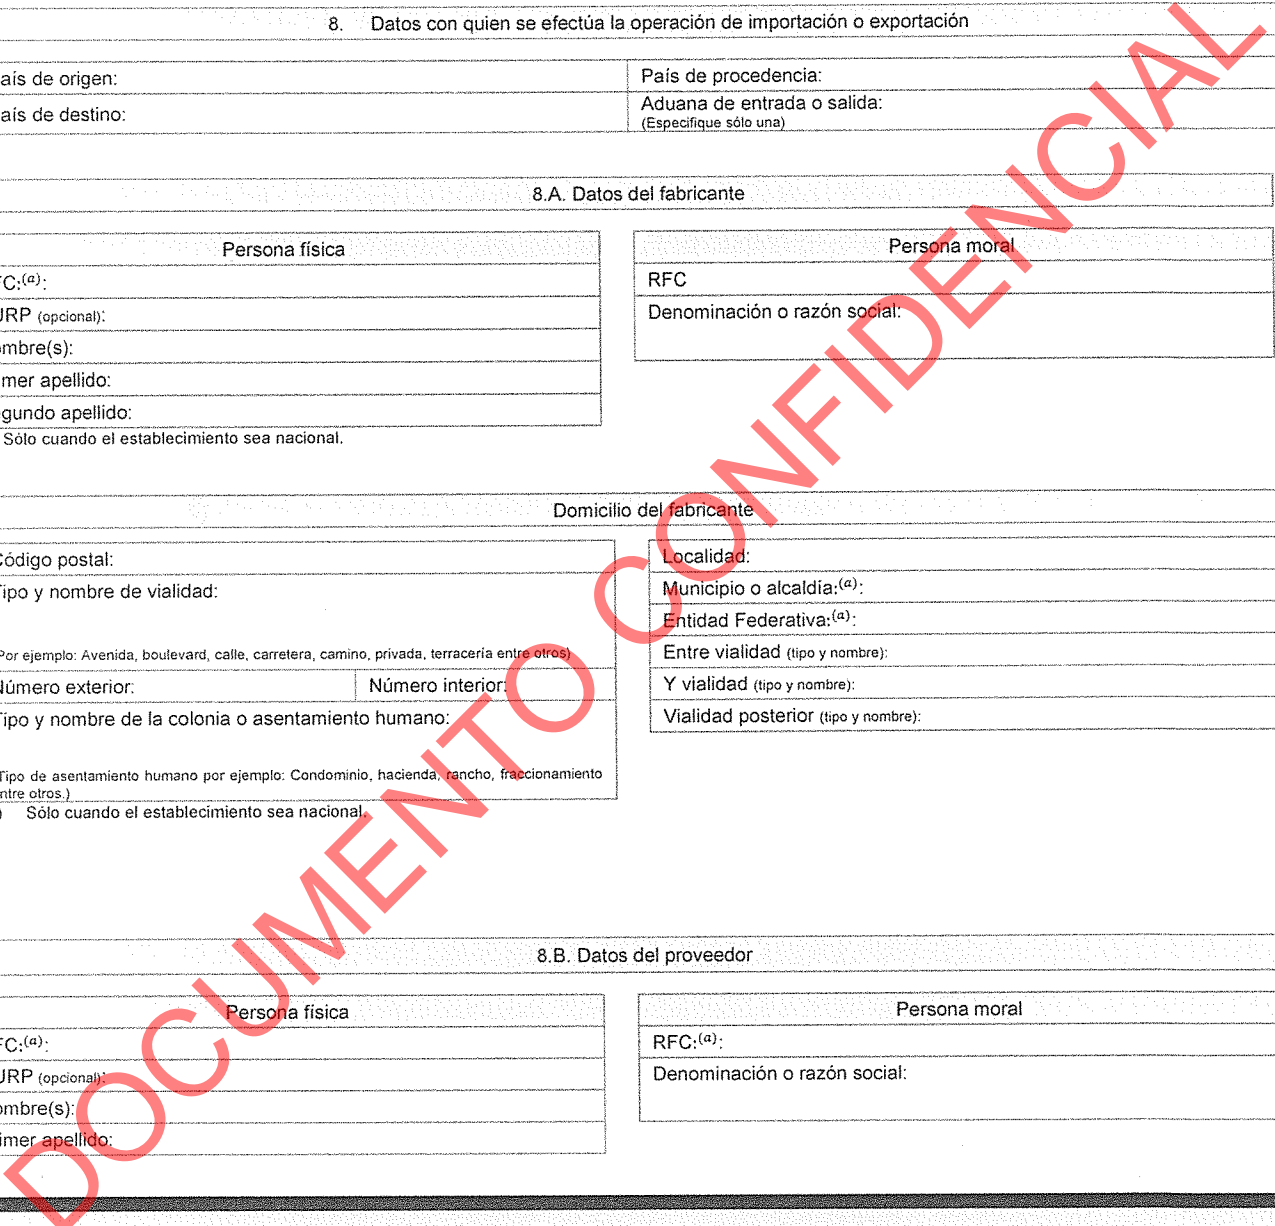 8. Datos con quien se efectúa la operación de importación o exportación
aís de origen:
País de procedencia:
aís de destino:
Aduana de entrada o salida:
(Especifique sólo una)
8.A. Datos del fabricante
Persona física
Persona moral
FC:(a):
RFC
URP (opcional):
Denominación o razón social:
ombre(s):
imer apellido:
gundo apellido:
Sólo cuando el establecimiento sea nacional.
Domicilio del fabricante
Código postal:
Localidad:
Tipo y nombre de vialidad:
Municipio o alcaldía:(a):
Entidad Federativa:(a):
Por ejemplo: Avenida, boulevard, calle, carretera, camino, privada, terracería entre otros)
Entre vialidad (tipo y nombre):
Número exterior:
Número interior:
Y vialidad (tipo y nombre):
Tipo y nombre de la colonia o asentamiento humano:
Vialidad posterior (tipo y nombre):
Tipo de asentamiento humano por ejemplo: Condominio, hacienda, rancho, fraccionamiento
ntre otros.)
) Sólo cuando el establecimiento sea nacional.
8.B. Datos del proveedor
Persona física
Persona moral
FC:(a):
RFC:(a):
URP (opcional):
Denominación o razón social:
ombre(s):
imer apellido:
DOCUMENTO CONFIDENCIAL